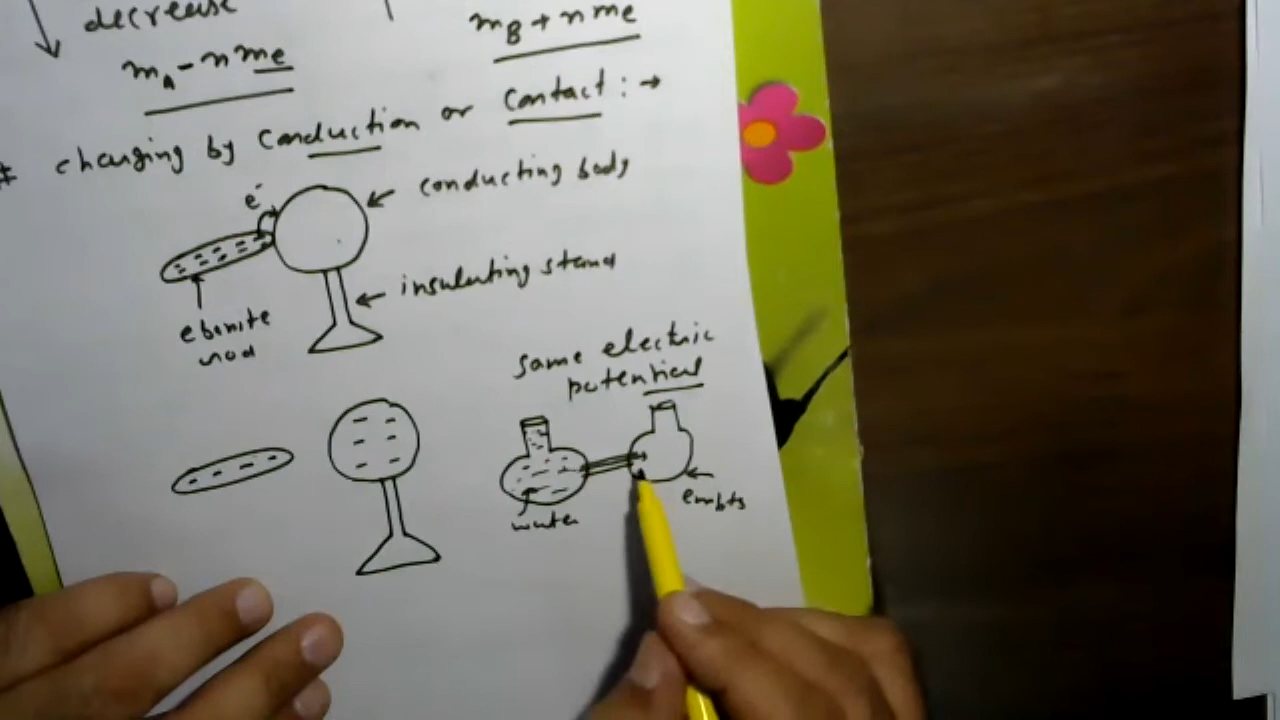 decrease
mA - nme
mB + nme
* charging by conduction or contact : →
e-
conducting body
insulating stand
ebonite
rod
same electric
potential
water
empty